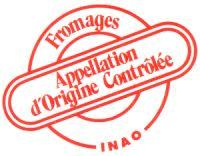 Fromages
Appellation
d'Origine Contrôlée
INAO